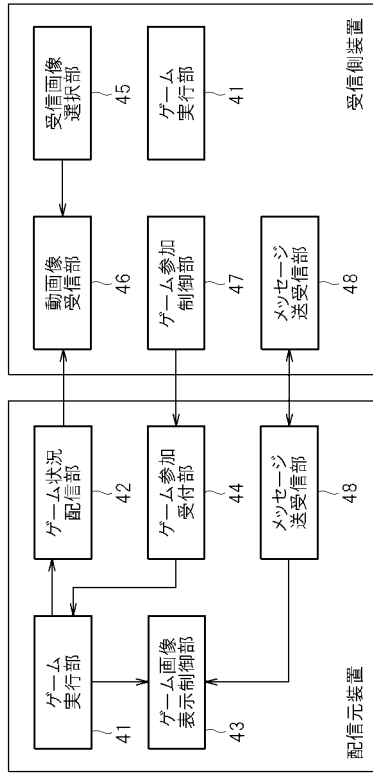 ゲーム
実行部
41
ゲーム状況
配信部
42
ゲーム画像
表示制御部
43
ゲーム参加
受付部
44
メッセージ
送受信部
48
配信元装置
動画像
受信部
46
受信画像
選択部
45
ゲーム参加
制御部
47
ゲーム
実行部
41
メッセージ
送受信部
48
受信側装置